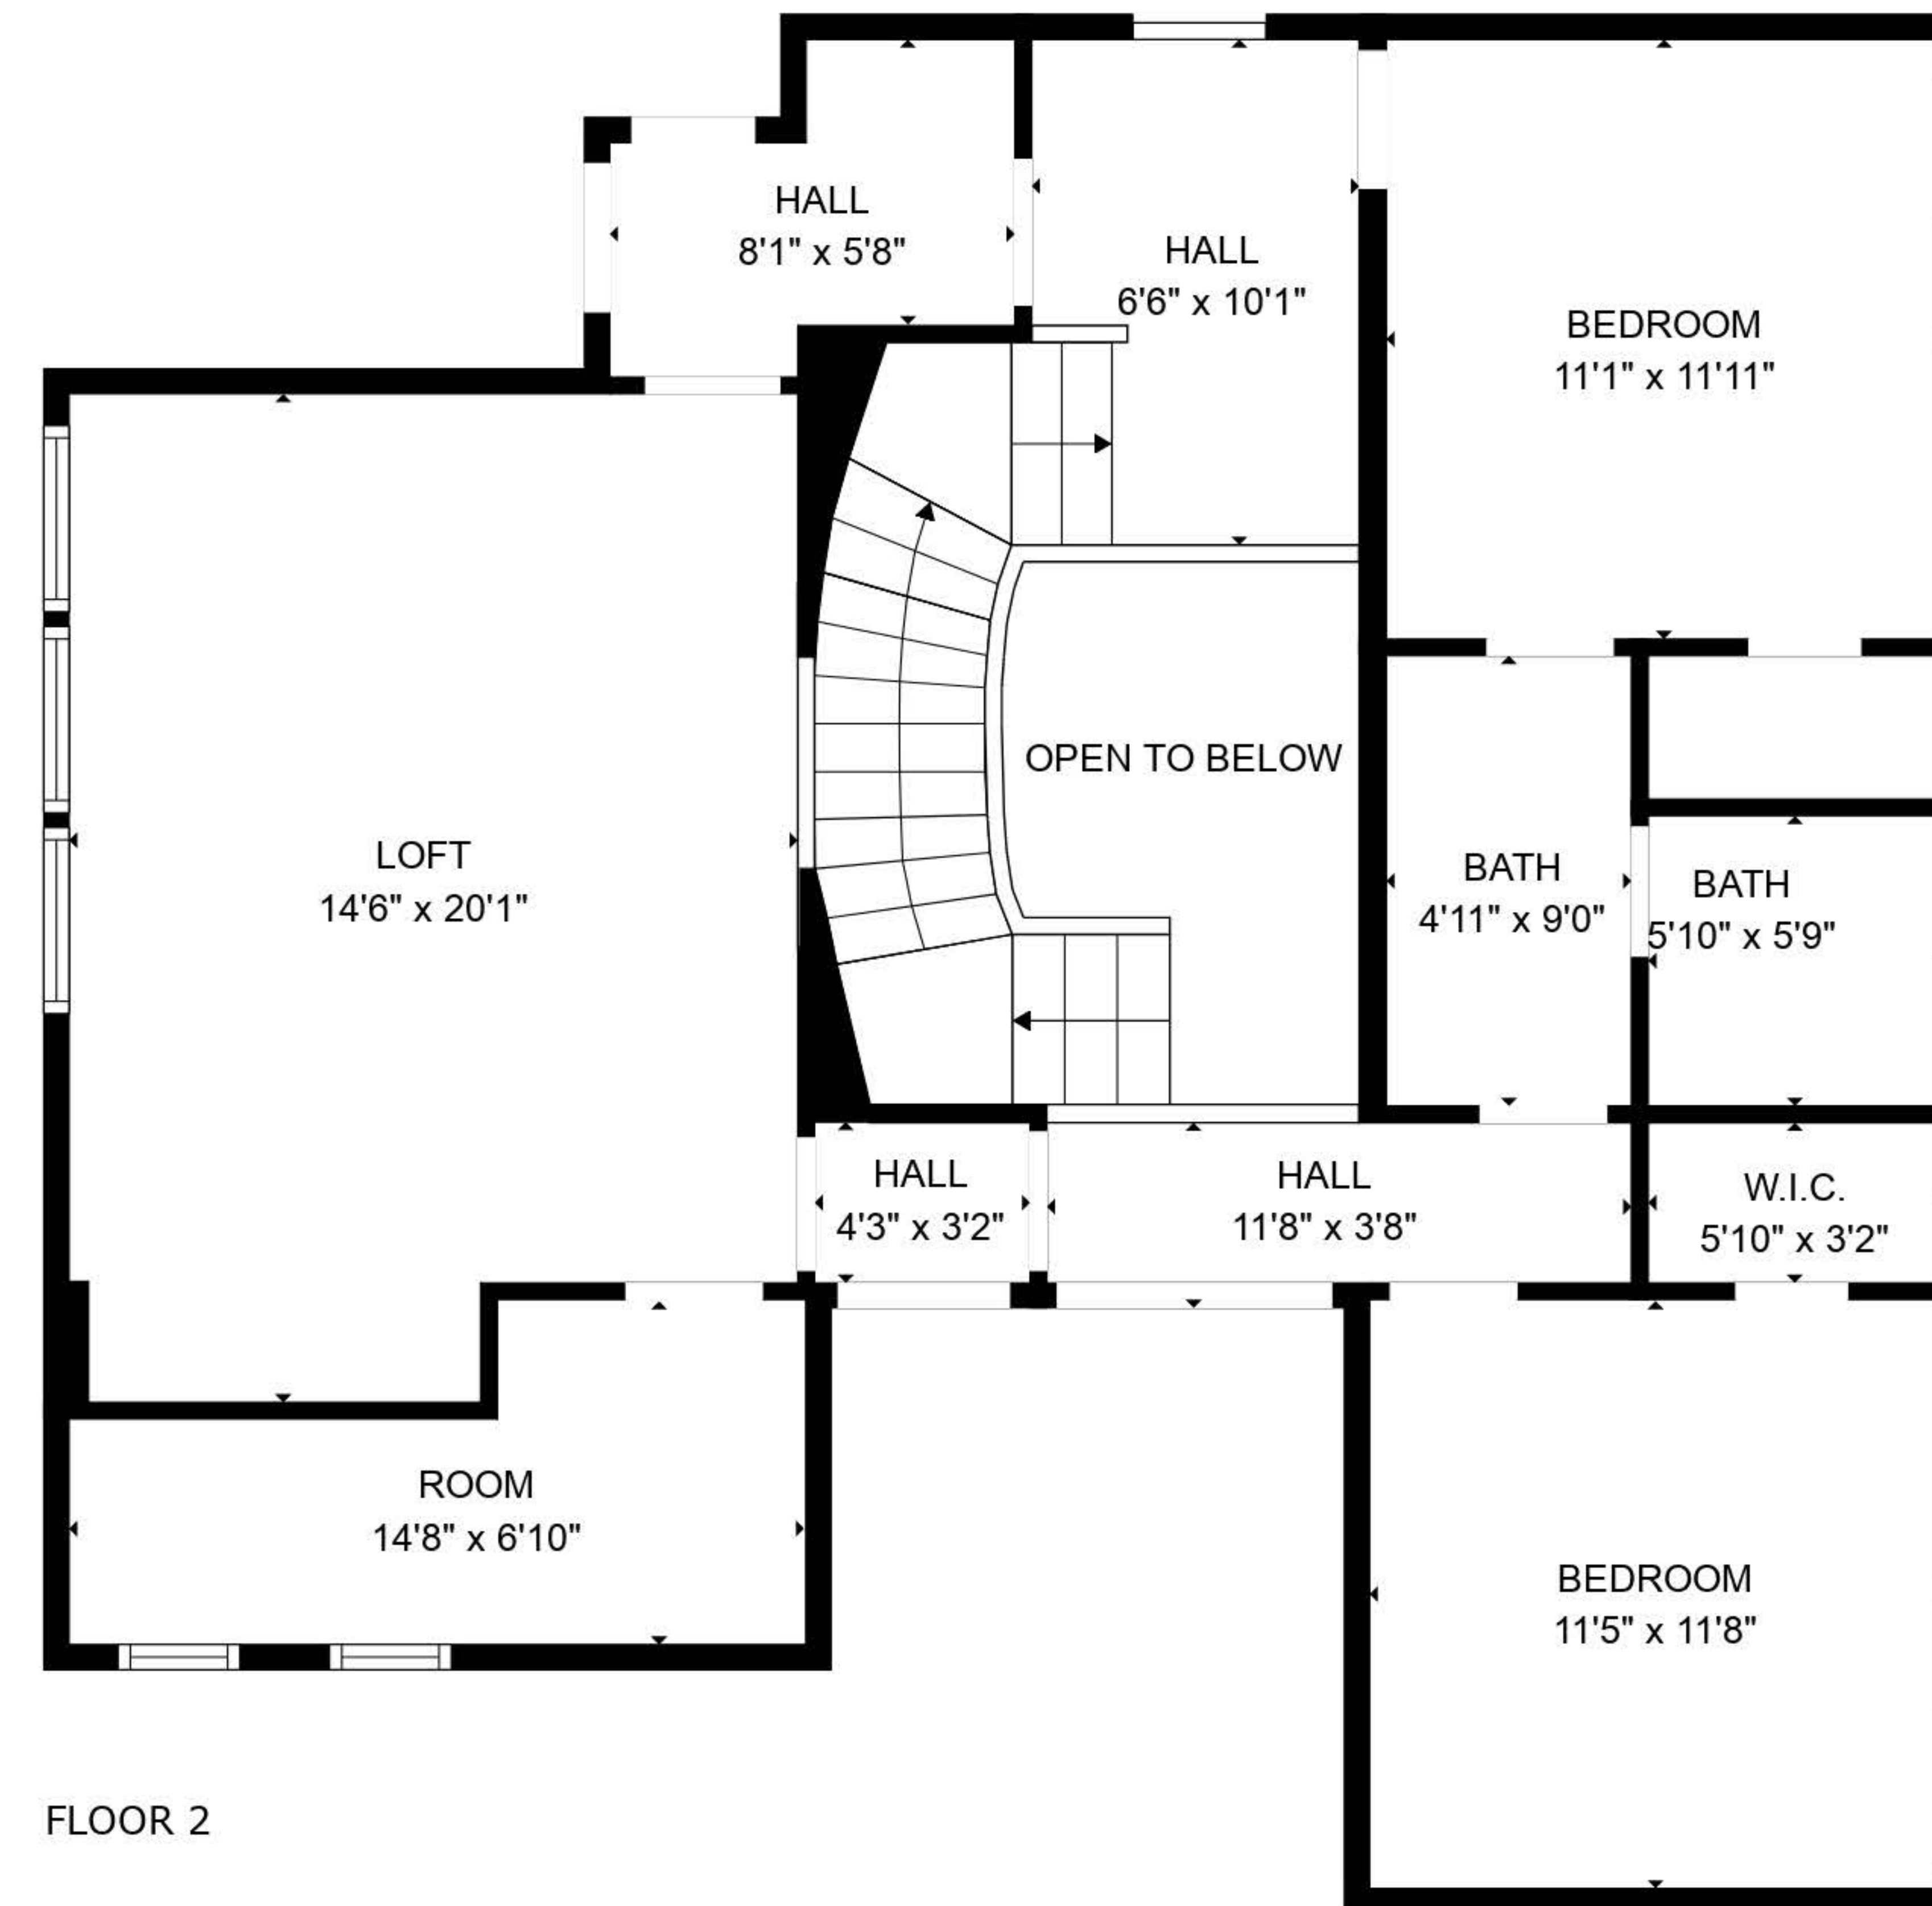 HALL
8'1" x 5'8"
HALL
6'6" x 10'1"
BEDROOM
11'1" x 11'11"
OPEN TO BELOW
LOFT
14'6" x 20'1"
BATH
4'11" x 9'0"
BATH
5'10" x 5'9"
HALL
4'3" x 3'2"
HALL
11'8" x 3'8"
W.I.C.
5'10" x 3'2"
ROOM
14'8" x 6'10"
BEDROOM
11'5" x 11'8"
FLOOR 2